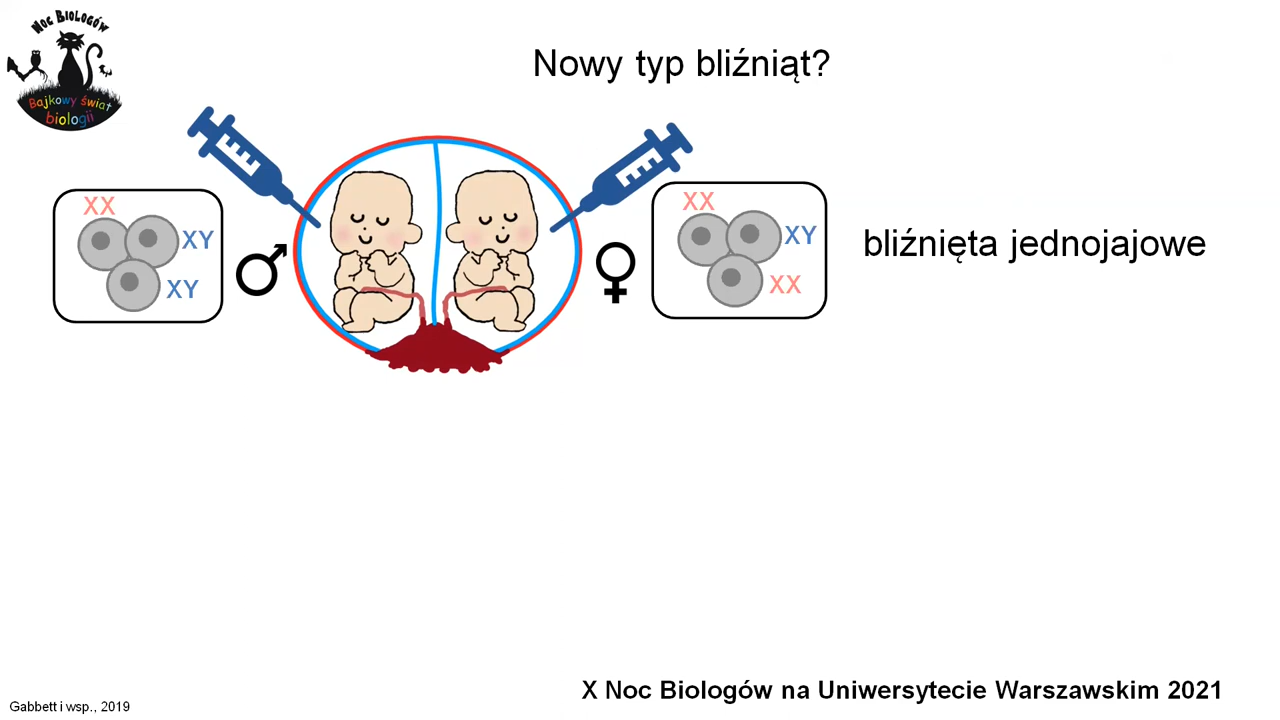 Noc Biologów
Bajkowy świat
biologii
Nowy typ bliźniąt?
XX
XY
XY
XX
XY
XX
bliźnięta jednojajowe
X Noc Biologów na Uniwersytecie Warszawskim 2021
Gabbett i wsp., 2019